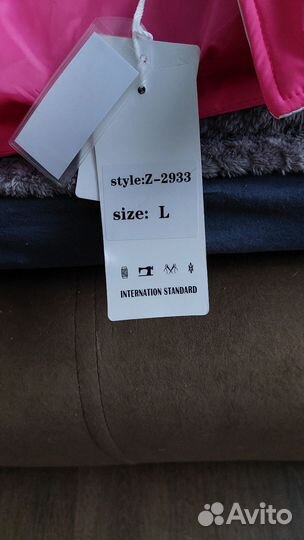 style:Z-2933
size: L
INTERNATION STANDARD
Avito